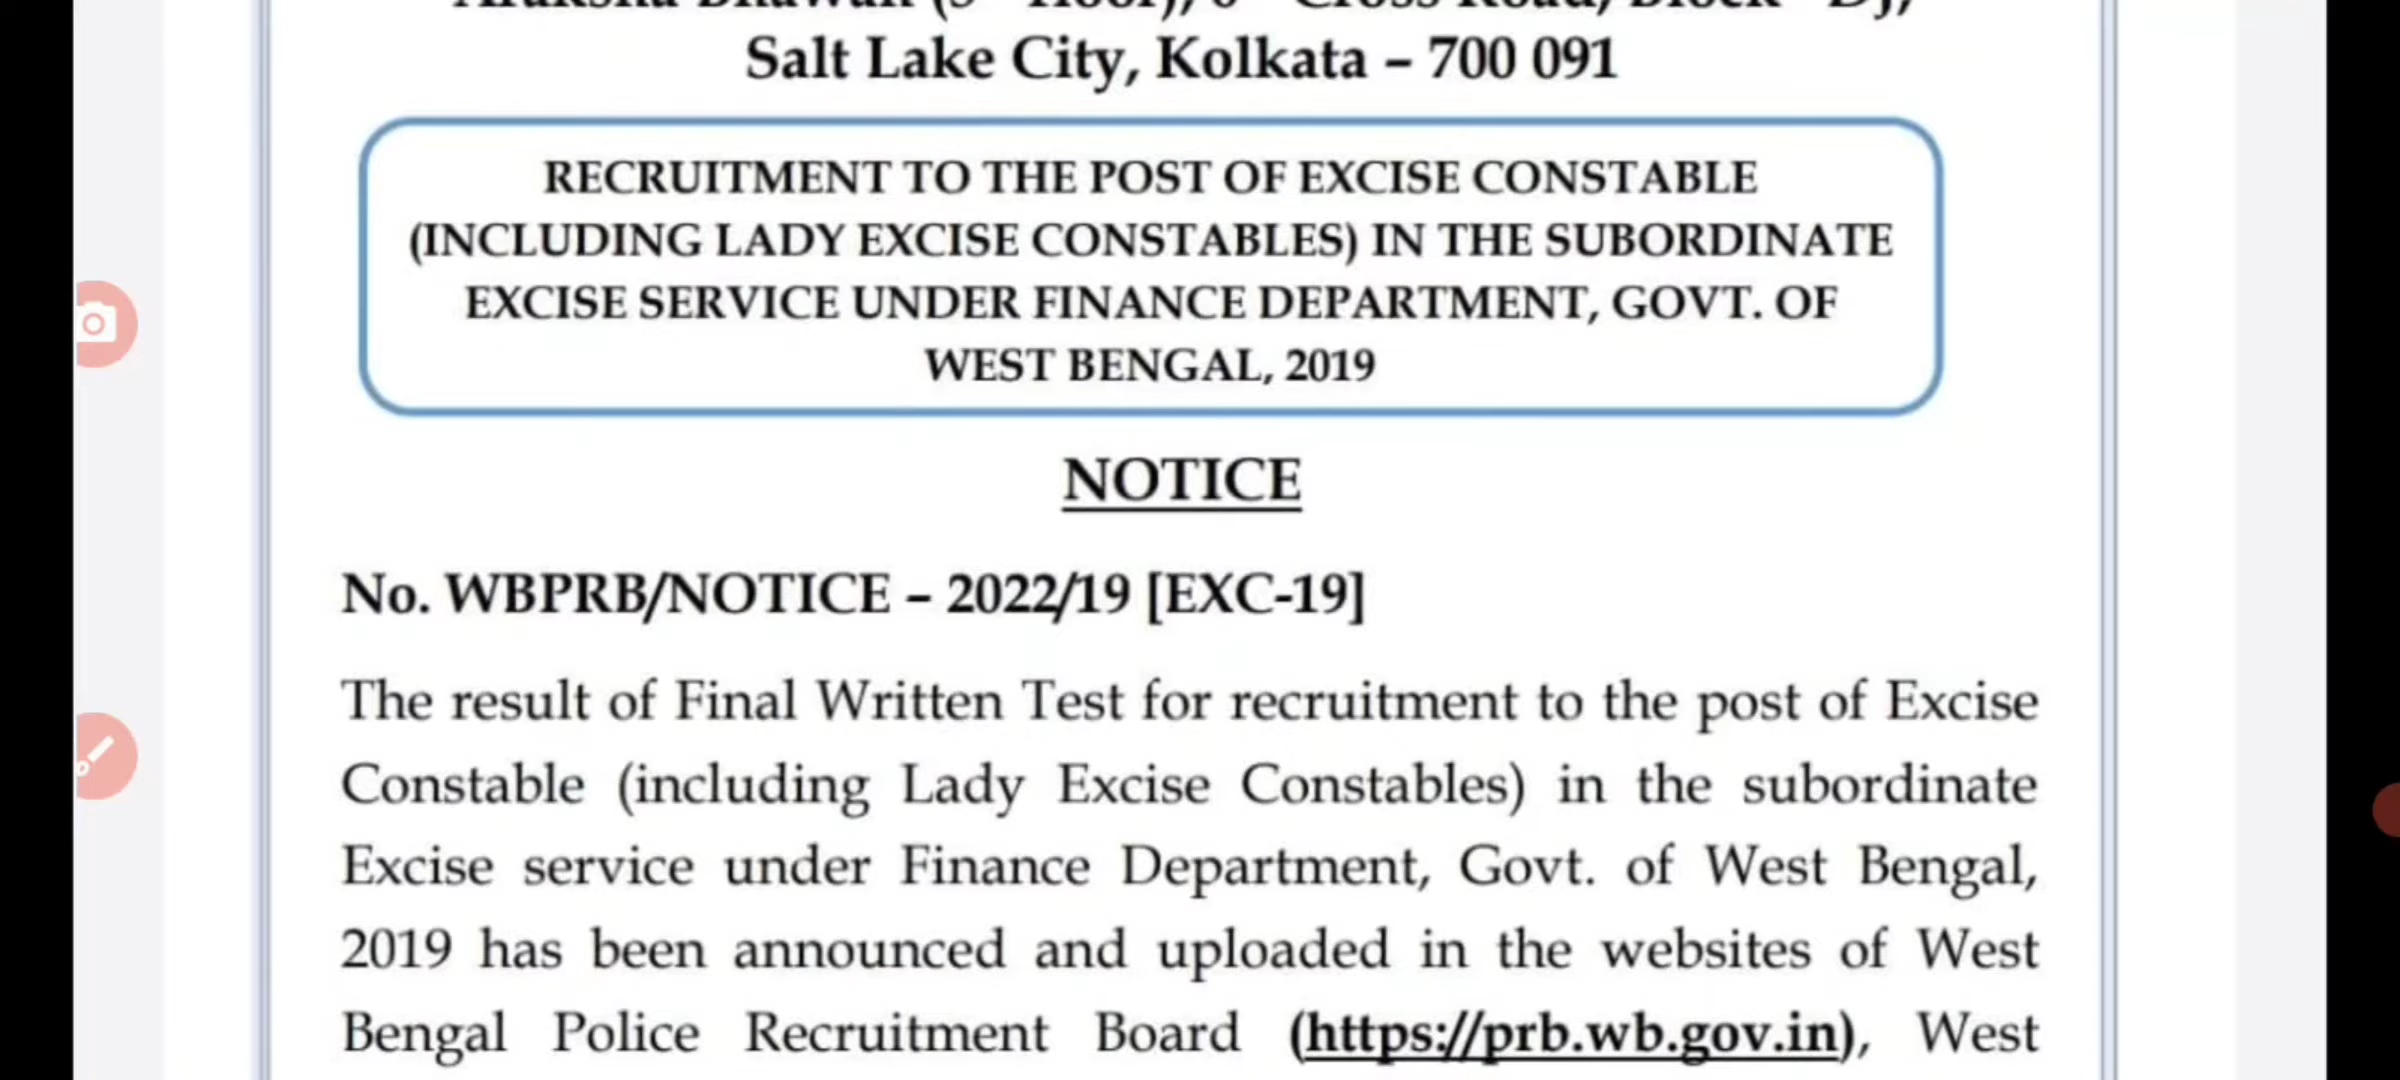 Salt Lake City, Kolkata – 700 091
RECRUITMENT TO THE POST OF EXCISE CONSTABLE
(INCLUDING LADY EXCISE CONSTABLES) IN THE SUBORDINATE
EXCISE SERVICE UNDER FINANCE DEPARTMENT, GOVT. OF
WEST BENGAL, 2019
NOTICE
No. WBPRB/NOTICE – 2022/19 [EXC-19]
The result of Final Written Test for recruitment to the post of Excise
Constable (including Lady Excise Constables) in the subordinate
Excise service under Finance Department, Govt. of West Bengal,
2019 has been announced and uploaded in the websites of West
Bengal Police Recruitment Board (https://prb.wb.gov.in), West